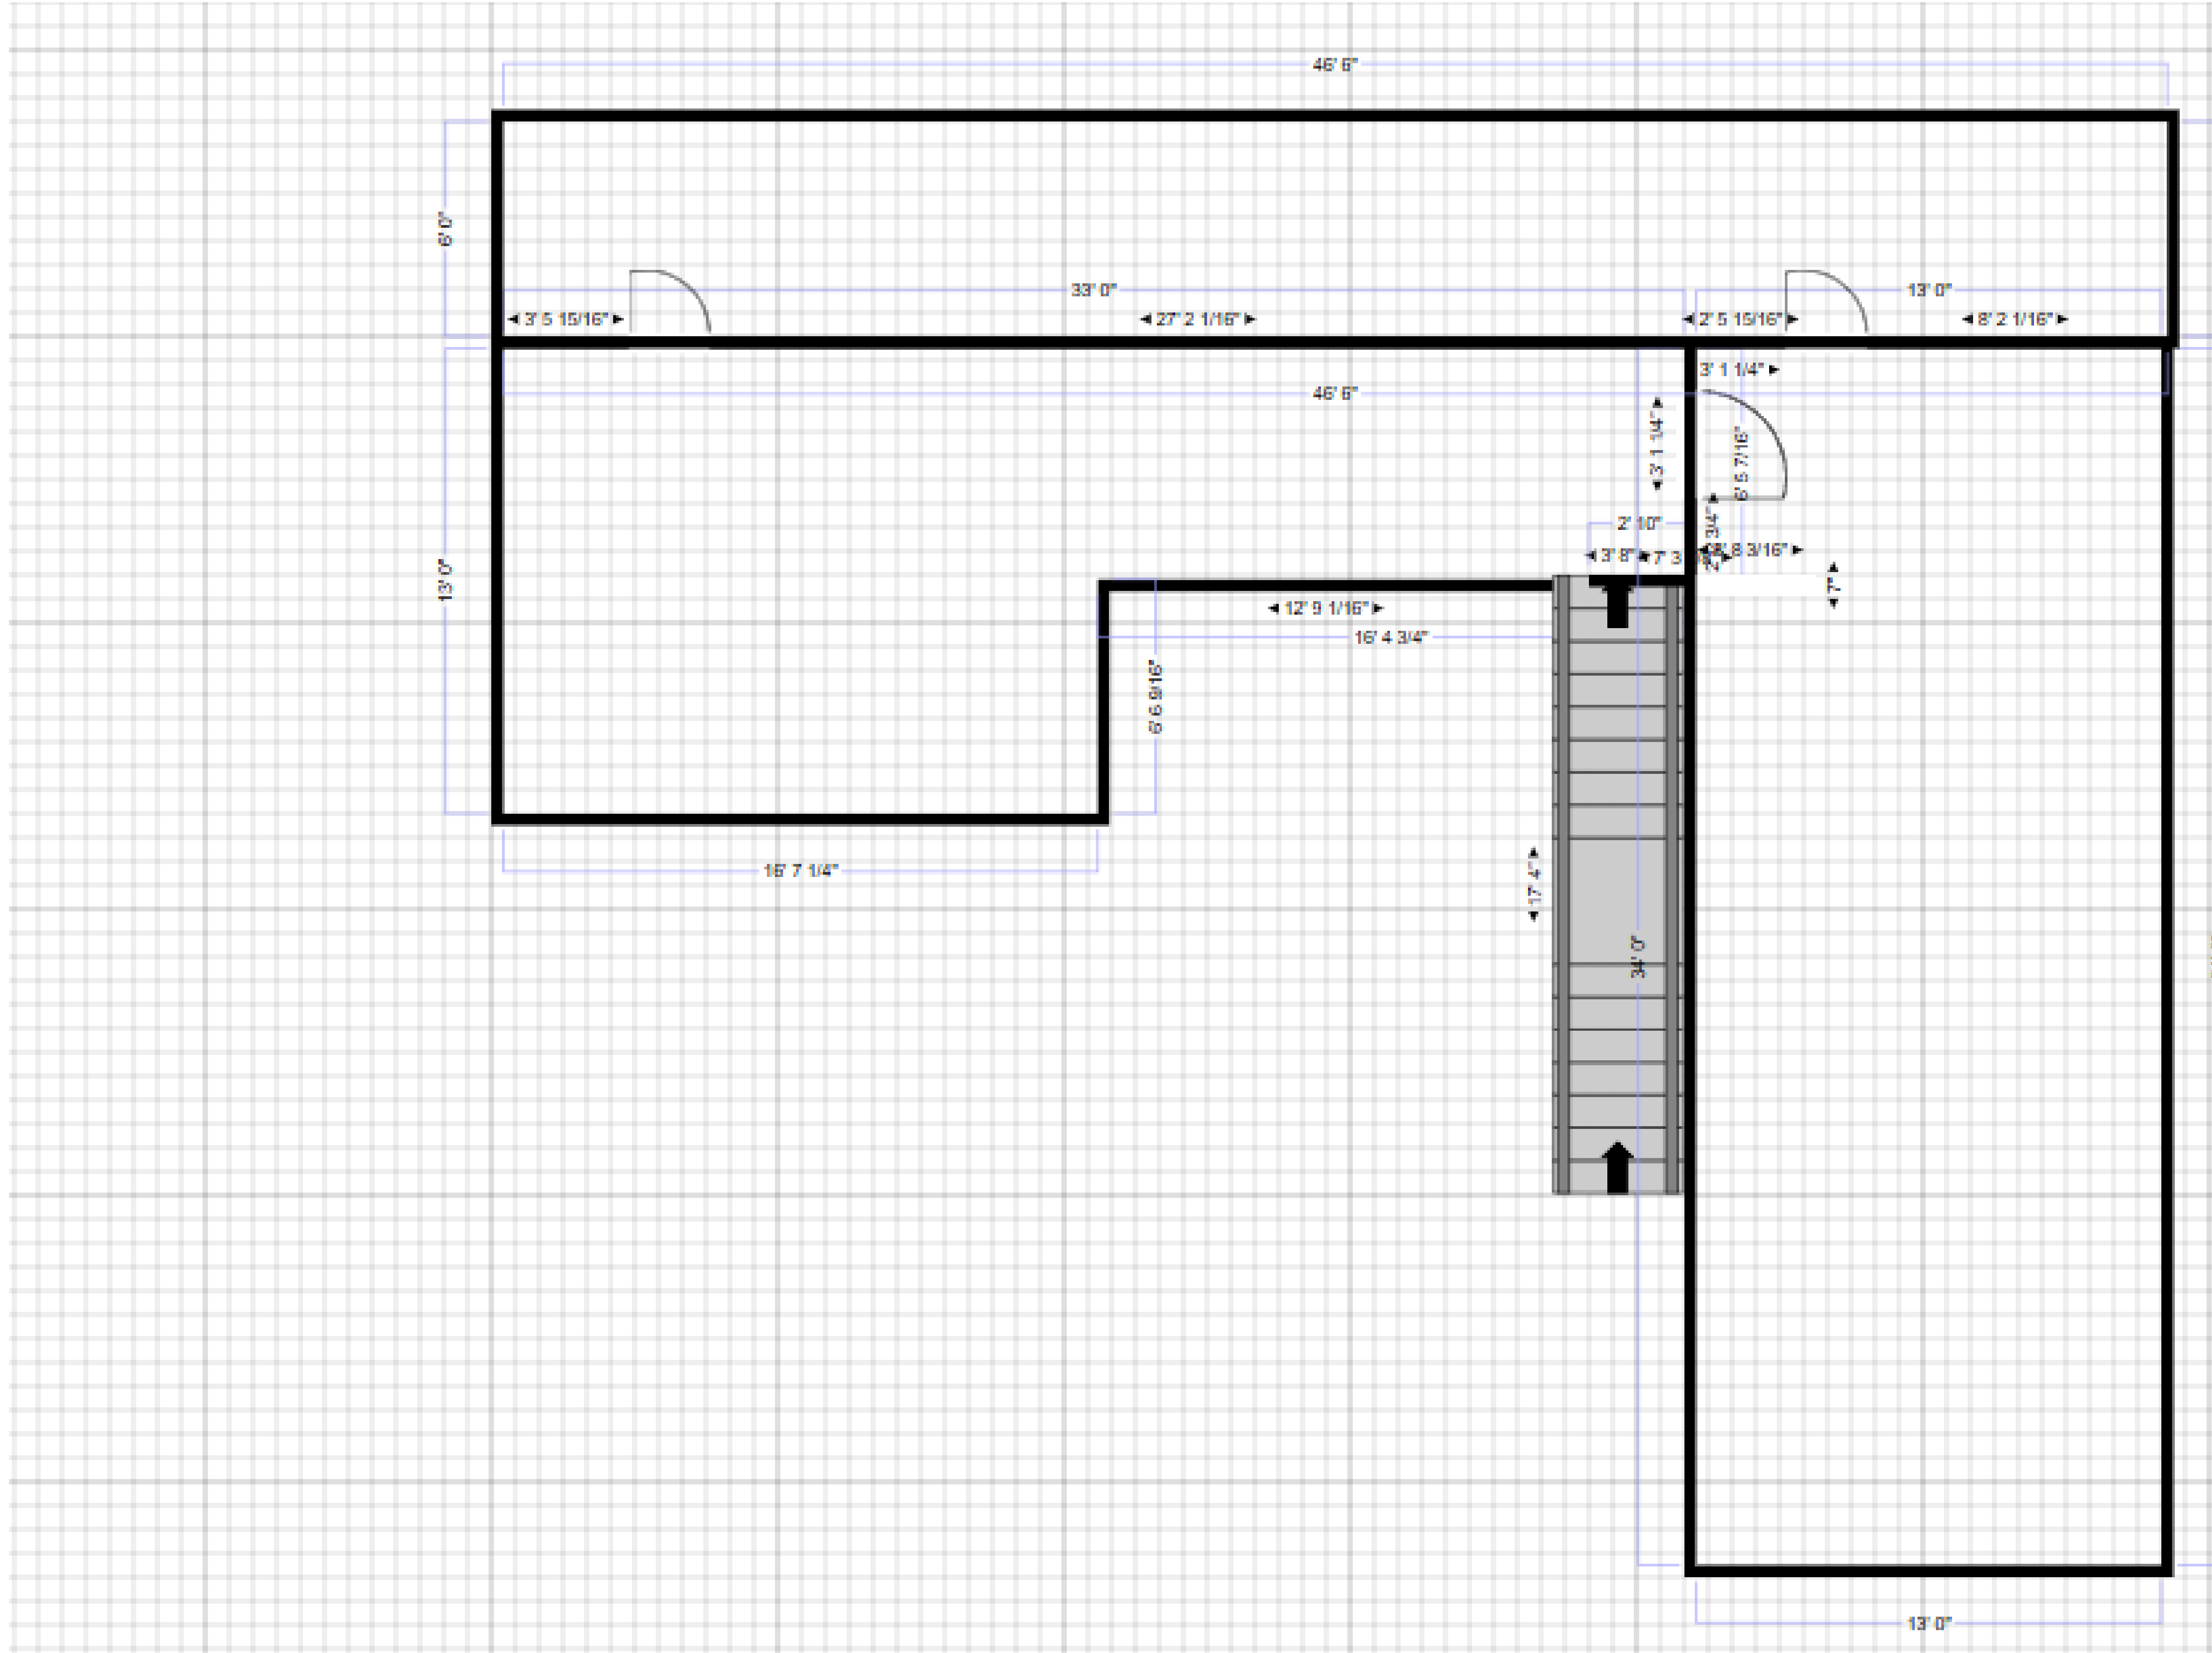 46' 6"
6' 0"
33' 0"
13' 0"
3' 5 15/16"
27' 2 1/16"
2' 5 15/16"
8' 2 1/16"
3' 1 1/4"
46' 6"
3' 1 1/4"
6' 5 7/16"
2' 10"
3/4"
3' 8"
7' 3
8 3/16"
13' 0"
7"
12' 9 1/16"
16' 4 3/4"
6' 6 9/16"
16' 7 1/4"
17' 4"
34' 0"
13' 0"